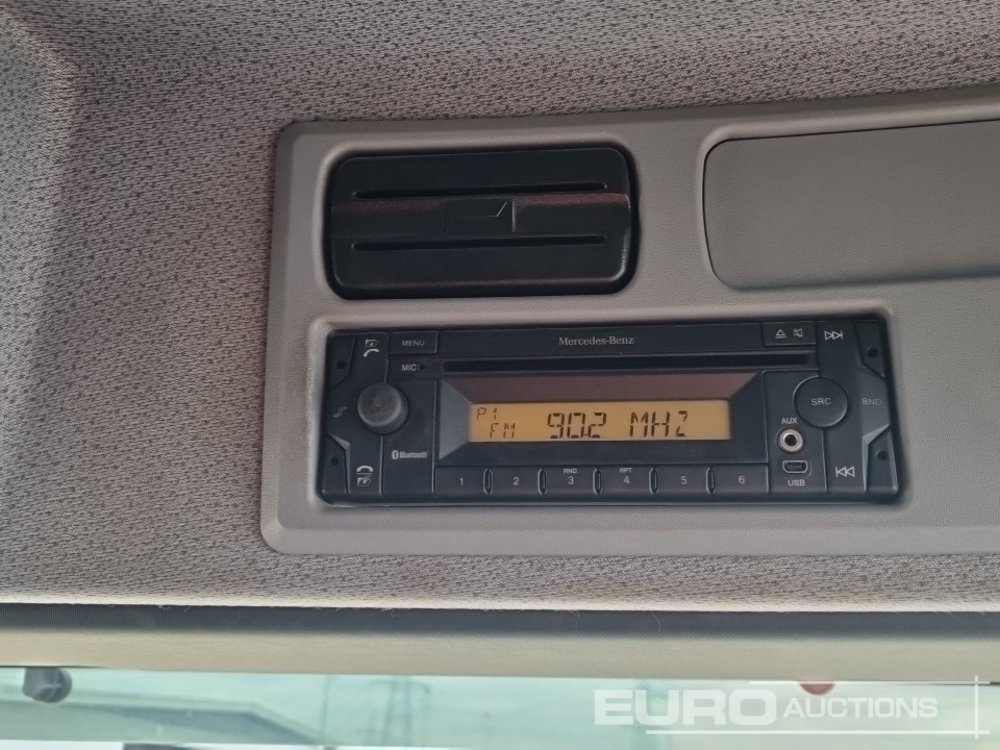 MENU
Mercedes-Benz
MIC
SRC
BND
P1
FM 90.2 MHZ
AUX
Bluetooth
RND
RPT
1 2 3 4 5 6
USB
EURO AUCTIONS